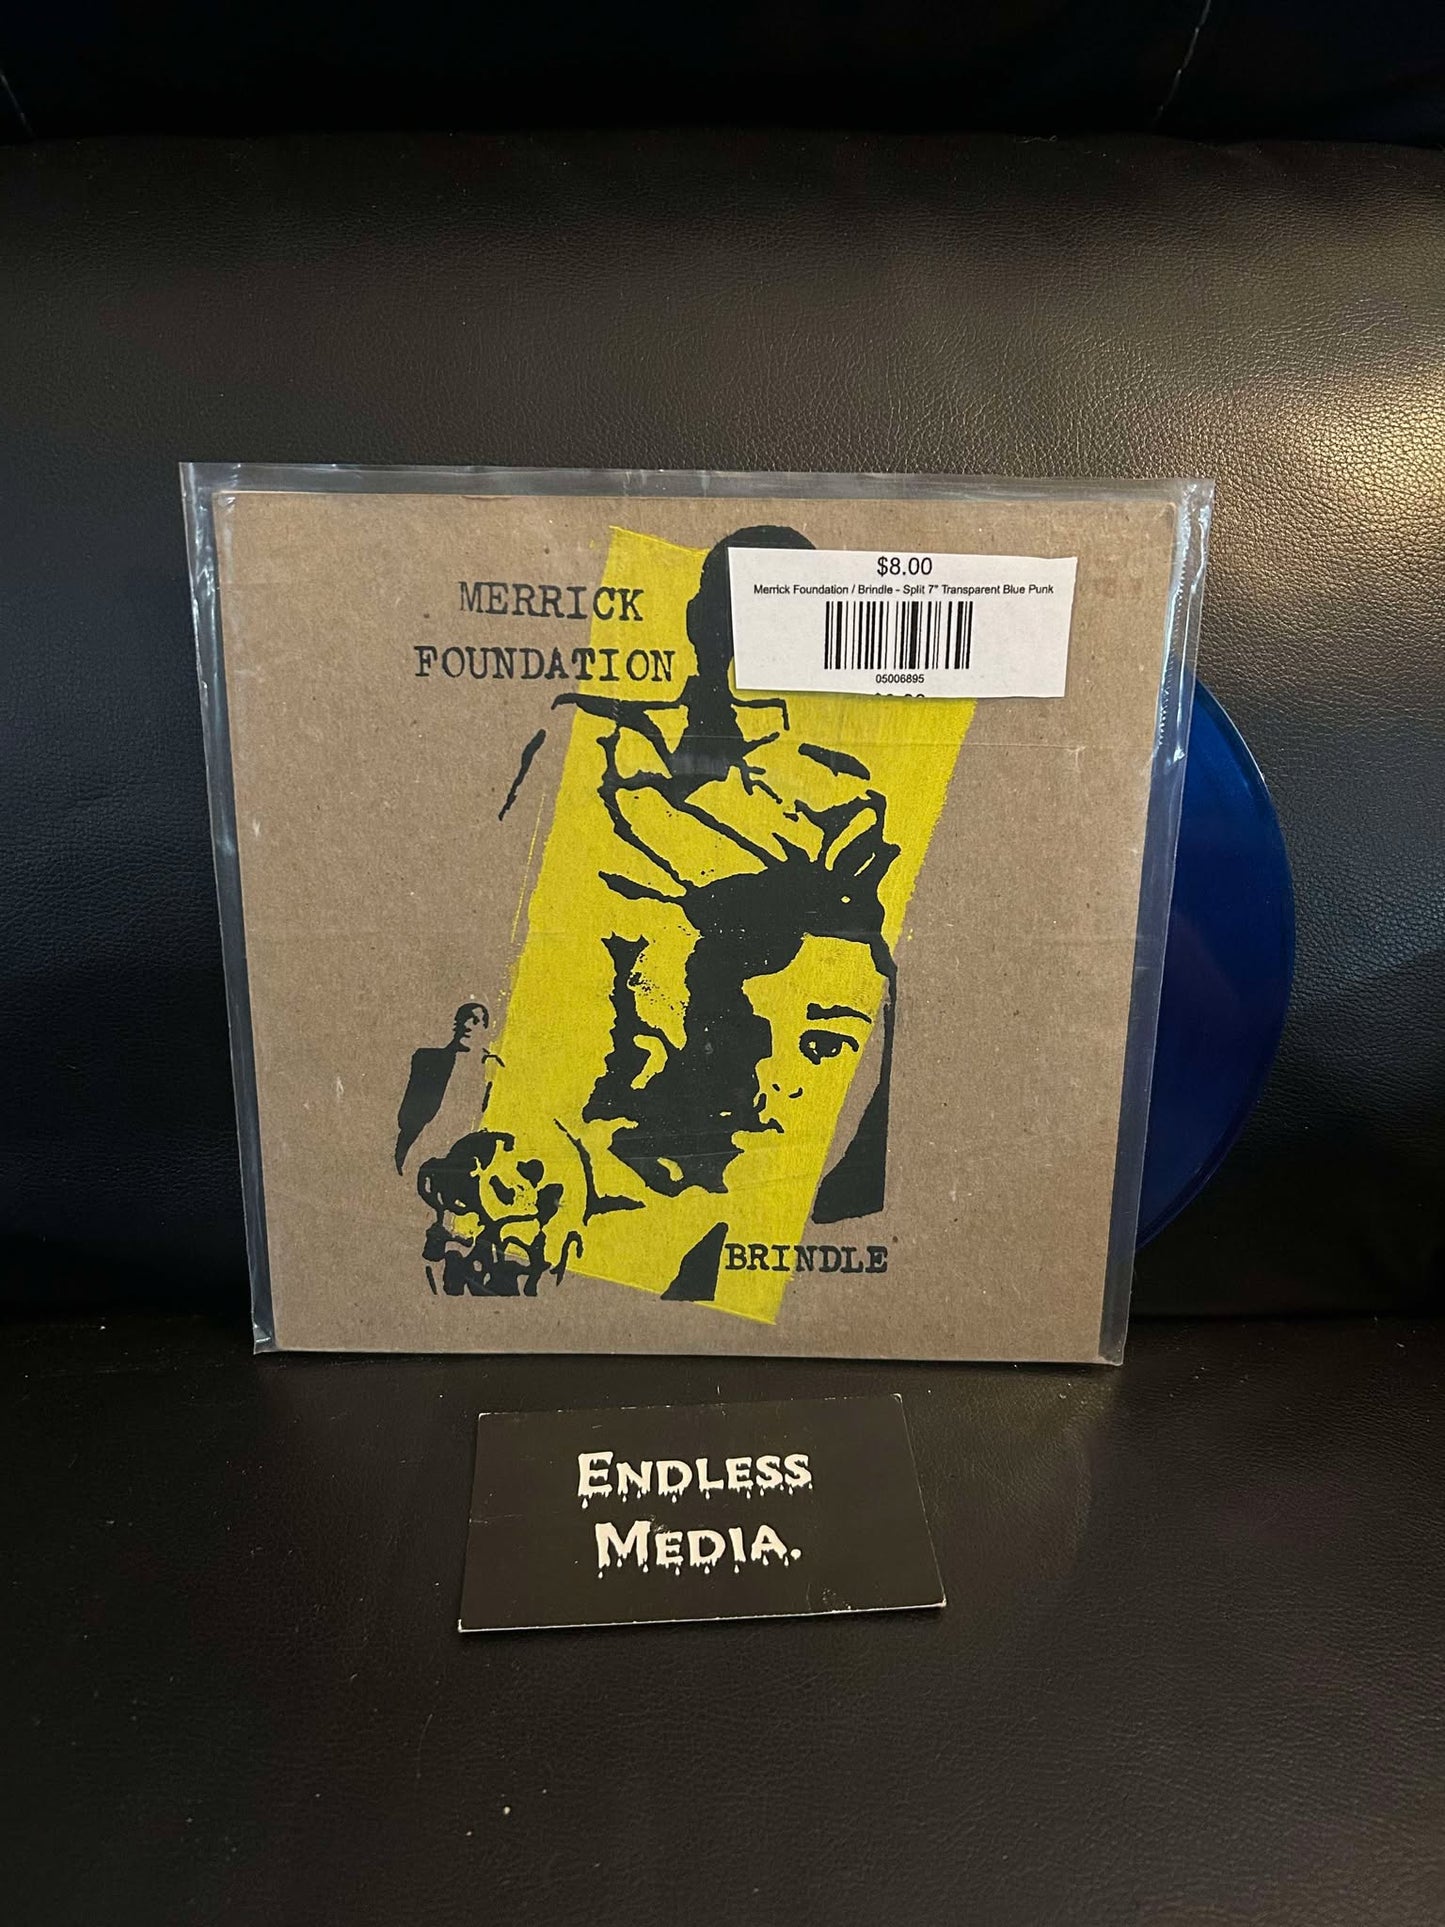 MERRICK
FOUNDATION
$8.00
Merrick Foundation / Brindle - Split 7" Transparent Blue Punk
05006895
BRINDLE
ENDLESS
MEDIA.